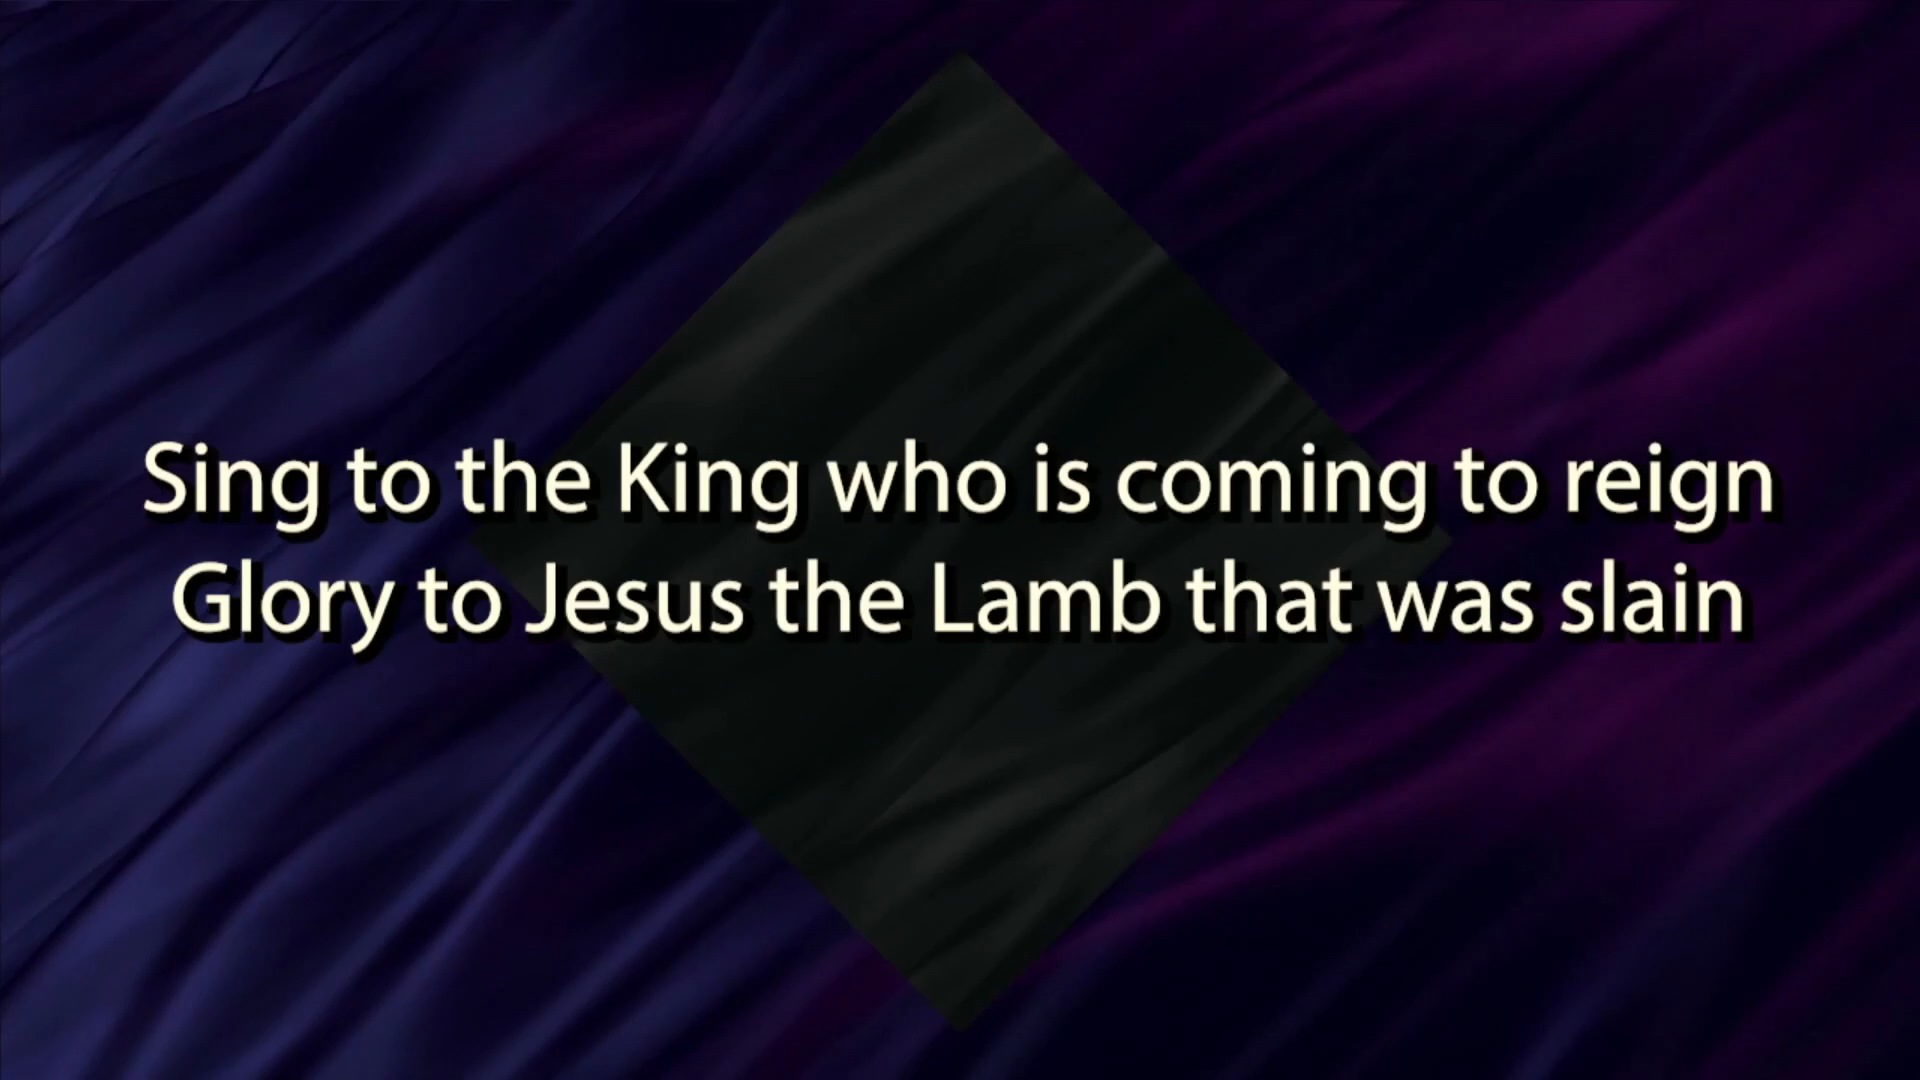 Sing to the King who is coming to reign
Glory to Jesus the Lamb that was slain